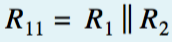 R₁₁ = R₁ ∥ R₂